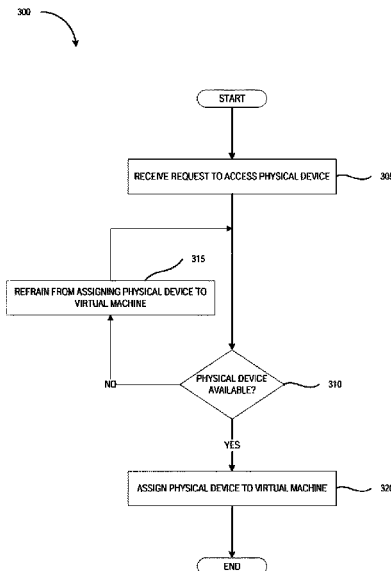 300
START
RECEIVE REQUEST TO ACCESS PHYSICAL DEVICE
305
315
REFRAIN FROM ASSIGNING PHYSICAL DEVICE TO
VIRTUAL MACHINE
PHYSICAL DEVICE
AVAILABLE?
310
NO
YES
ASSIGN PHYSICAL DEVICE TO VIRTUAL MACHINE
320
END